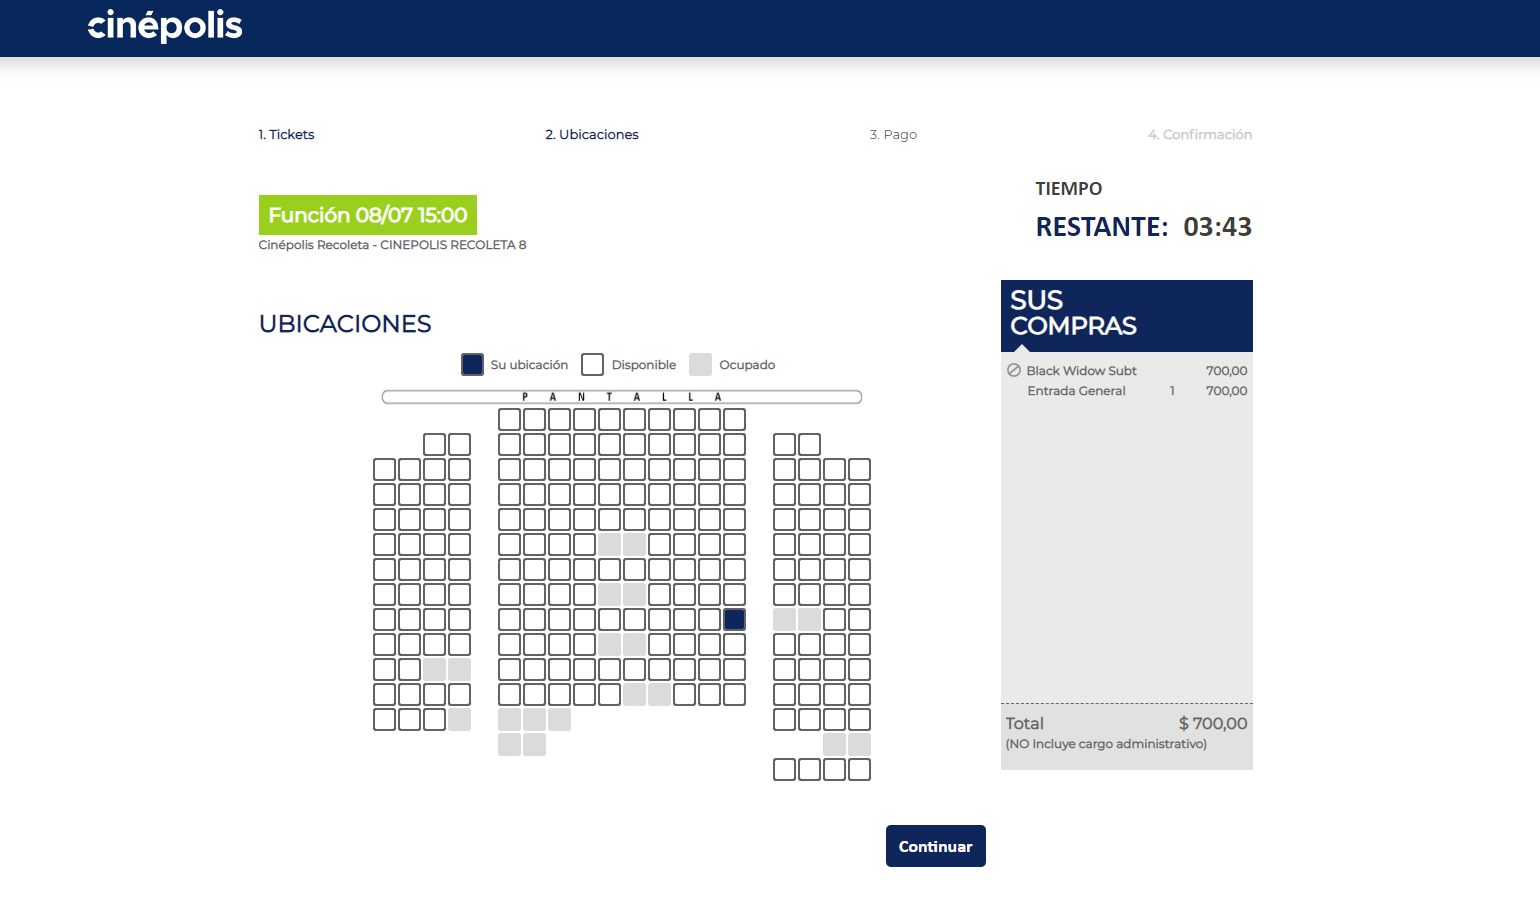 cinépolis
1. Tickets
2. Ubicaciones
3. Pago
4. Confirmación
Función 08/07 15:00
Cinépolis Recoleta - CINEPOLIS RECOLETA 8
TIEMPO
RESTANTE: 03:43
UBICACIONES
Su ubicación
Disponible
Ocupado
PANTALLA
SUS
COMPRAS
Black Widow Subt 700,00
Entrada General 1 700,00
Total $ 700,00
(NO Incluye cargo administrativo)
Continuar